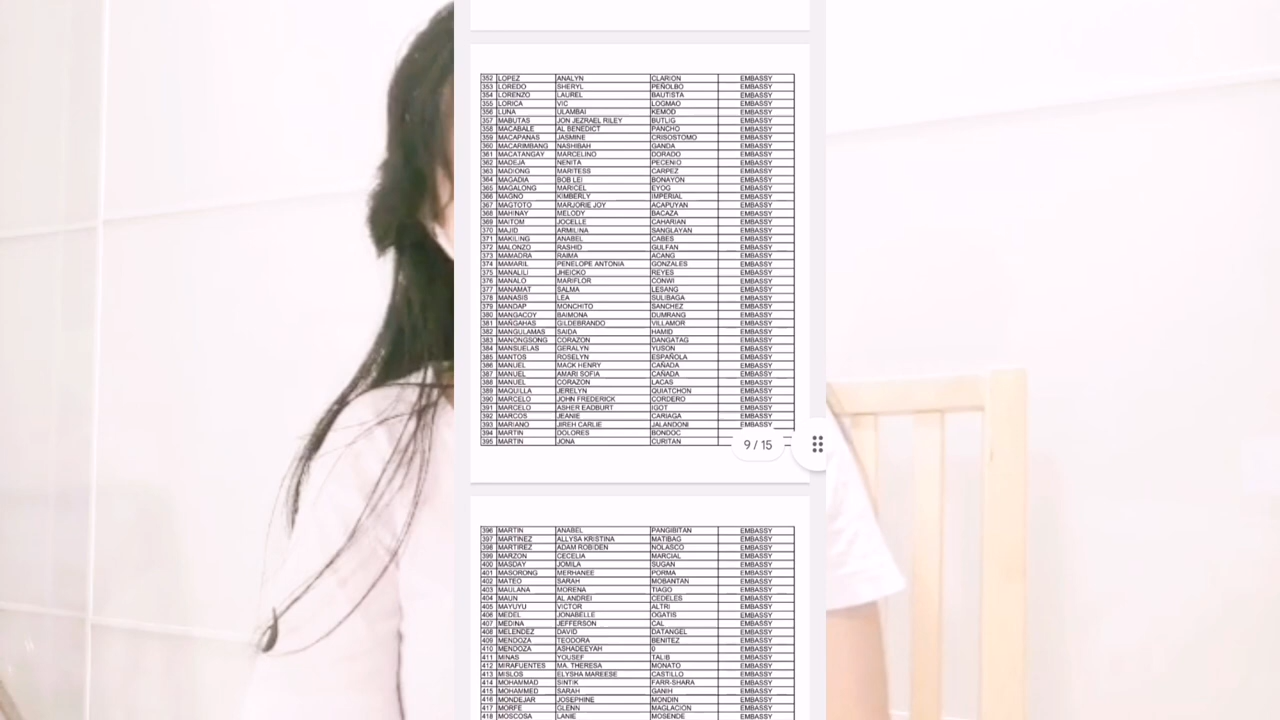 352 LOPEZ ANALYN CLARION EMBASSY
353 LOREDO SHERYL PEÑOLBO EMBASSY
354 LORENZO LAUREL BAUTISTA EMBASSY
355 LORICA VIC LOGMAO EMBASSY
356 LUNA ULAMBAI KEMOD EMBASSY
357 MABUTAS JON JEZRAEL RILEY BUTLIG EMBASSY
358 MACABALE AL BENEDICT PANCHO EMBASSY
359 MACAPANAS JASMINE CRISOSTOMO EMBASSY
360 MACARIMBANG NASHIBAH GANDA EMBASSY
361 MACATANGAY MARCELINO DORADO EMBASSY
362 MADEJA NENITA PECENIO EMBASSY
363 MADIONG MARITESS CARPEZ EMBASSY
364 MAGADIA BOB LEI BONAYON EMBASSY
365 MAGALONG MARICEL EYOG EMBASSY
366 MAGNO KIMBERLY IMPERIAL EMBASSY
367 MAGTOTO MARJORIE JOY ACAPUYAN EMBASSY
368 MAHINAY MELODY BACAZA EMBASSY
369 MAITOM JOCELLE CAHARIAN EMBASSY
370 MAJID ARMILINA SANGLAYAN EMBASSY
371 MAKILING ANABEL CABES EMBASSY
372 MALONZO RASHID GULFAN EMBASSY
373 MAMADRA RAIMA ACANG EMBASSY
374 MAMARIL PENELOPE ANTONIA GONZALES EMBASSY
375 MANALILI JHEICKO REYES EMBASSY
376 MANALO MARIFLOR CONWI EMBASSY
377 MANAMAT SALMA LESANG EMBASSY
378 MANASIS LEA SULIBAGA EMBASSY
379 MANDAP MONCHITO SANCHEZ EMBASSY
380 MANGACOY BAIMONA DUMRANG EMBASSY
381 MAÑGAHAS GILDEBRANDO VILLAMOR EMBASSY
382 MANGULAMAS SAIDA HAMID EMBASSY
383 MANONGSONG CORAZON DANGATAG EMBASSY
384 MANSUELAS GERALYN YUSON EMBASSY
385 MANTOS ROSELYN ESPAÑOLA EMBASSY
386 MANUEL MACK HENRY CAÑADA EMBASSY
387 MANUEL AMARI SOFIA CAÑADA EMBASSY
388 MANUEL CORAZON LACAS EMBASSY
389 MAQUILLA JERELYN QUIATCHON EMBASSY
390 MARCELO JOHN FREDERICK CORDERO EMBASSY
391 MARCELO ASHER EADBURT IGOT EMBASSY
392 MARCOS JEANIE CARIAGA EMBASSY
393 MARIANO JIREH CARLIE JALANDONI EMBASSY
394 MARTIN DOLORES BONDOC
395 MARTIN JONA CURITAN
9 / 15
396 MARTIN ANABEL PANGIBITAN EMBASSY
397 MARTINEZ ALLYSA KRISTINA MATIBAG EMBASSY
398 MARTIREZ ADAM ROBIDEN NOLASCO EMBASSY
399 MARZON CECELIA MARCIAL EMBASSY
400 MASDAY JOMILA SUGAN EMBASSY
401 MASORONG MERHANEE PORMA EMBASSY
402 MATEO SARAH MOBANTAN EMBASSY
403 MAULANA MORENA TIAGO EMBASSY
404 MAUN AL ANDREI CEDELES EMBASSY
405 MAYUYU VICTOR ALTRI EMBASSY
406 MEDEL JONABELLE OGATIS EMBASSY
407 MEDINA JEFFERSON CAL EMBASSY
408 MELENDEZ DAVID DATANGEL EMBASSY
409 MENDOZA TEODORA BENITEZ EMBASSY
410 MENDOZA ASHADEEYAH 0 EMBASSY
411 MINAS YOUSEF TALIB EMBASSY
412 MIRAFUENTES MA. THERESA MONATO EMBASSY
413 MISLOS ELYSHA MAREESE CASTILLO EMBASSY
414 MOHAMMAD SINTIK FARR-SHARA EMBASSY
415 MOHAMMED SARAH GANIH EMBASSY
416 MONDEJAR JOSEPHINE MONDIN EMBASSY
417 MORFE GLENN MAGLACION EMBASSY
418 MOSCOSA LANIE MOSENDE EMBASSY